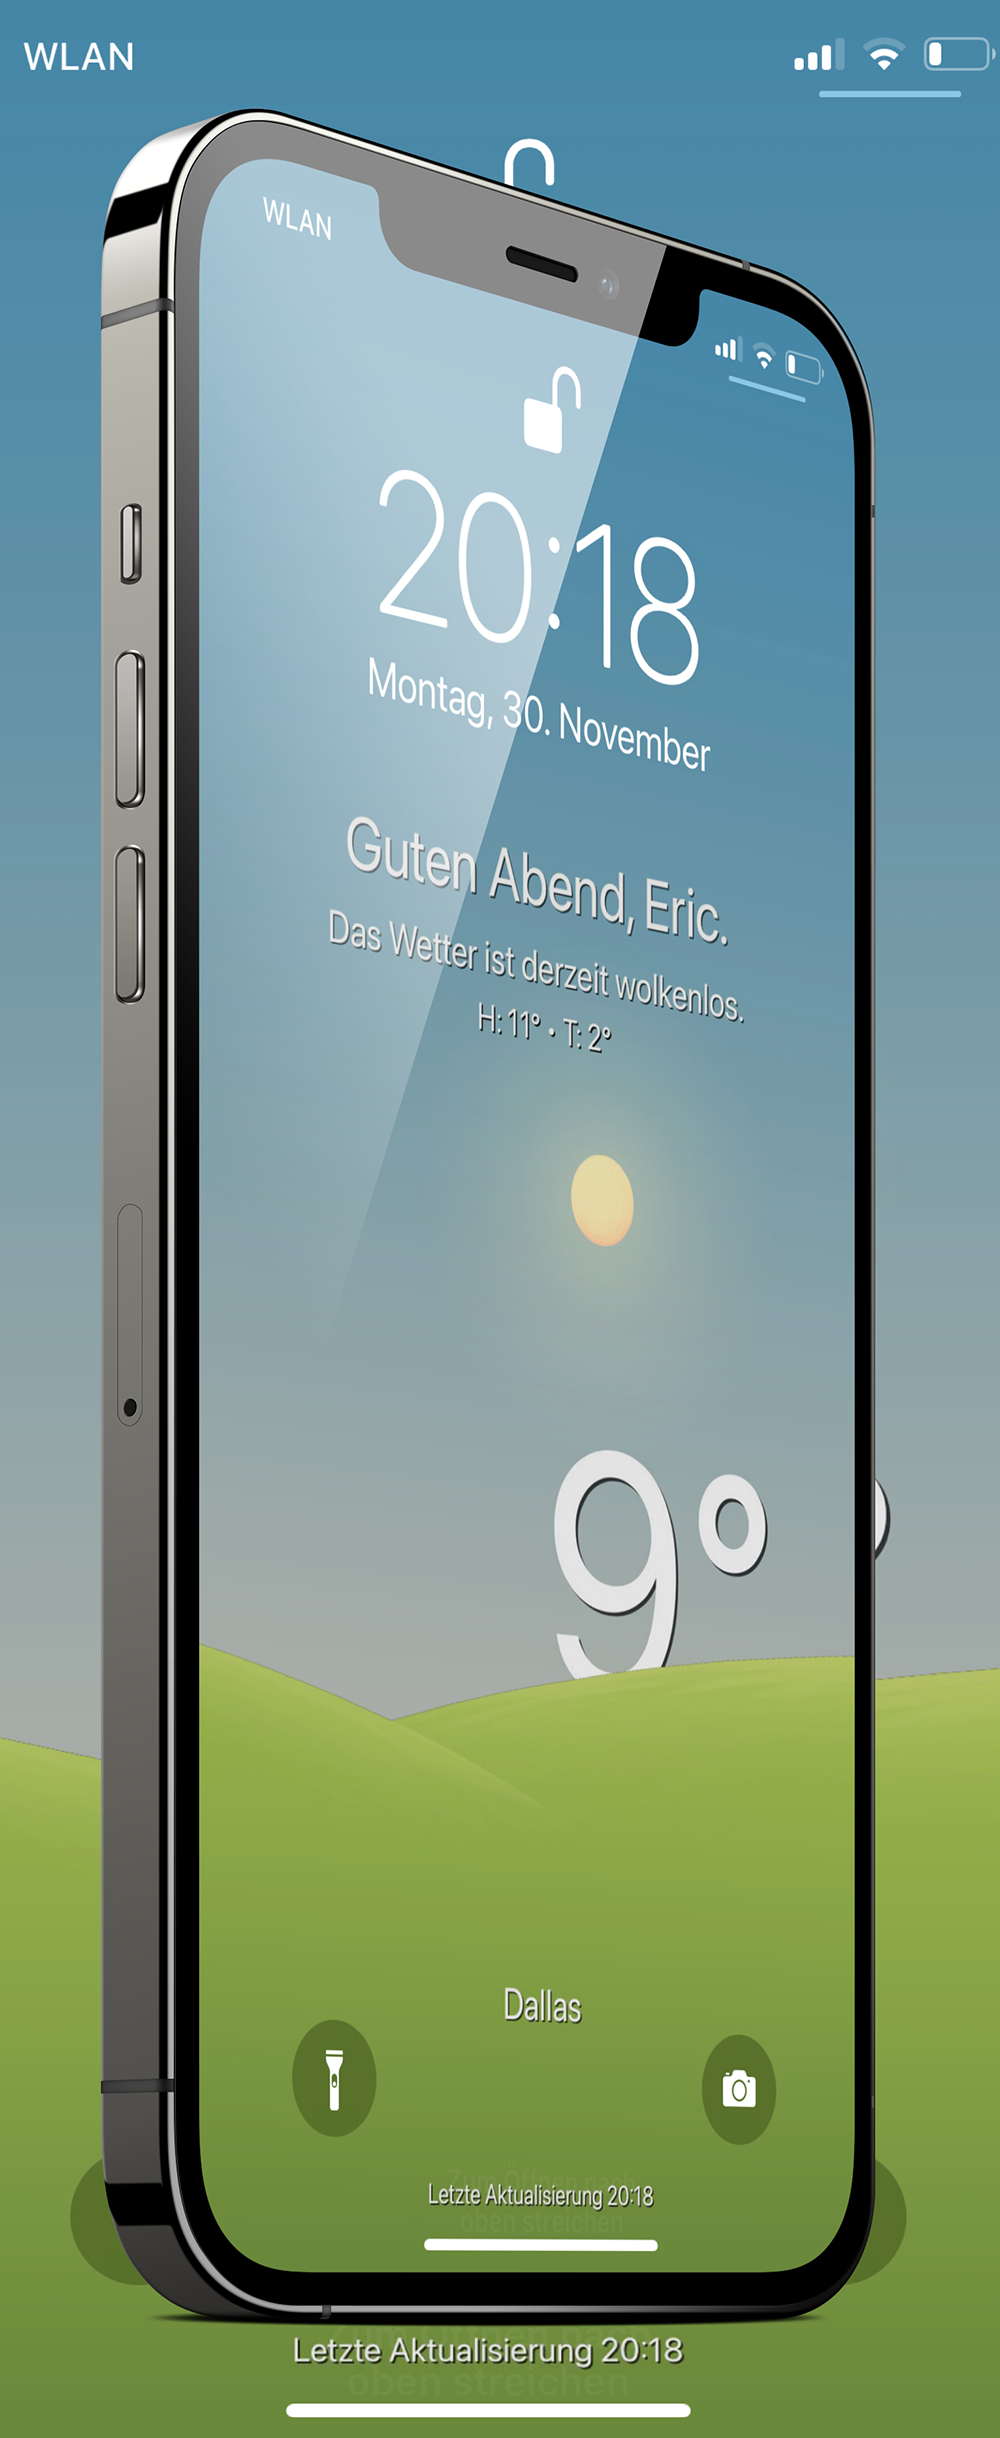 WLAN
WLAN
20:18
Montag, 30. November
Guten Abend, Eric.
Das Wetter ist derzeit wolkenlos.
H: 11° • T: 2°
9°
Dallas
Zum Öffnen nach
Letzte Aktualisierung 20:18
oben streichen
Zum Öffnen nach
Letzte Aktualisierung 20:18
oben streichen